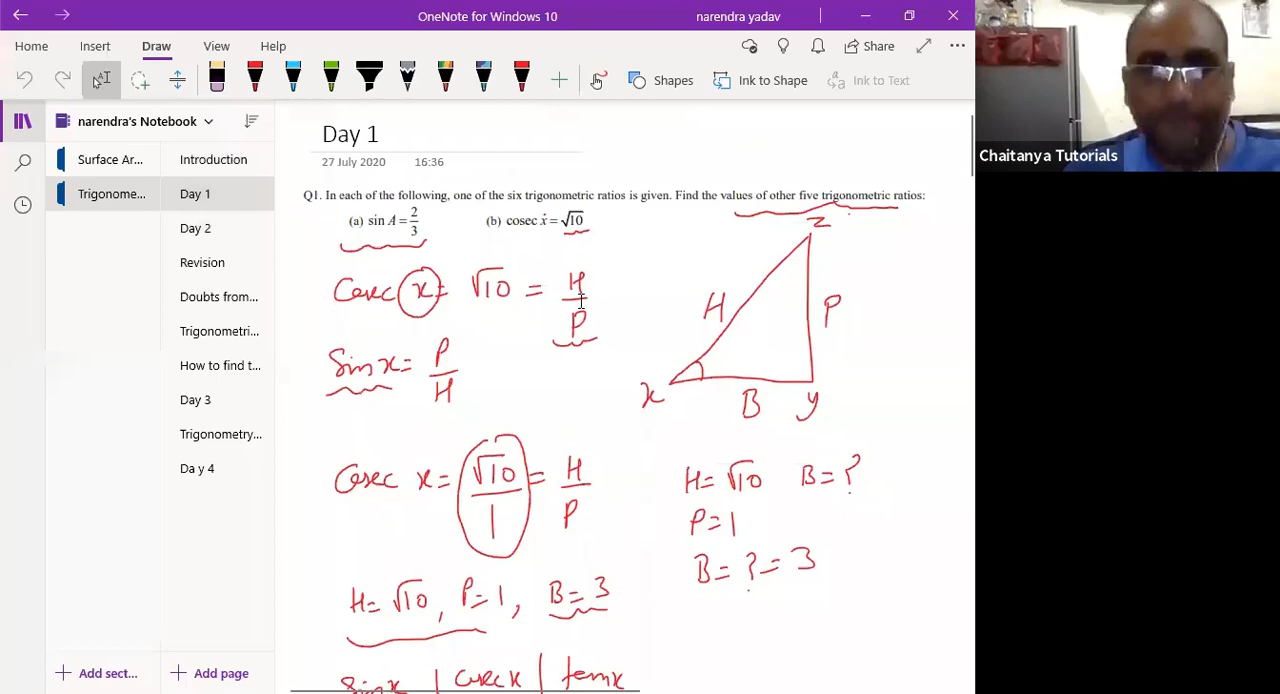 OneNote for Windows 10
narendra yadav
Home Insert Draw View Help
Share
Shapes Ink to Shape Ink to Text
narendra's Notebook
Surface Ar...
Trigonome...
Introduction
Day 1
Day 2
Revision
Doubts from...
Trigonometri...
How to find t...
Day 3
Trigonometry...
Da y 4
Add sect...
Add page
Day 1
27 July 2020 16:36
Q1. In each of the following, one of the six trigonometric ratios is given. Find the values of other five trigonometric ratios:
(a) sin A = 2/3 (b) cosec x = √10
Cosec x = √10 = H/P
Sin x = P/H
Cosec x = √10/1 = H/P
H = √10, P = 1, B = 3
Sin x | Cosec x | tan x
Z
H
P
x
B
y
H = √10 B = ?
P = 1
B = ? = 3
Chaitanya Tutorials